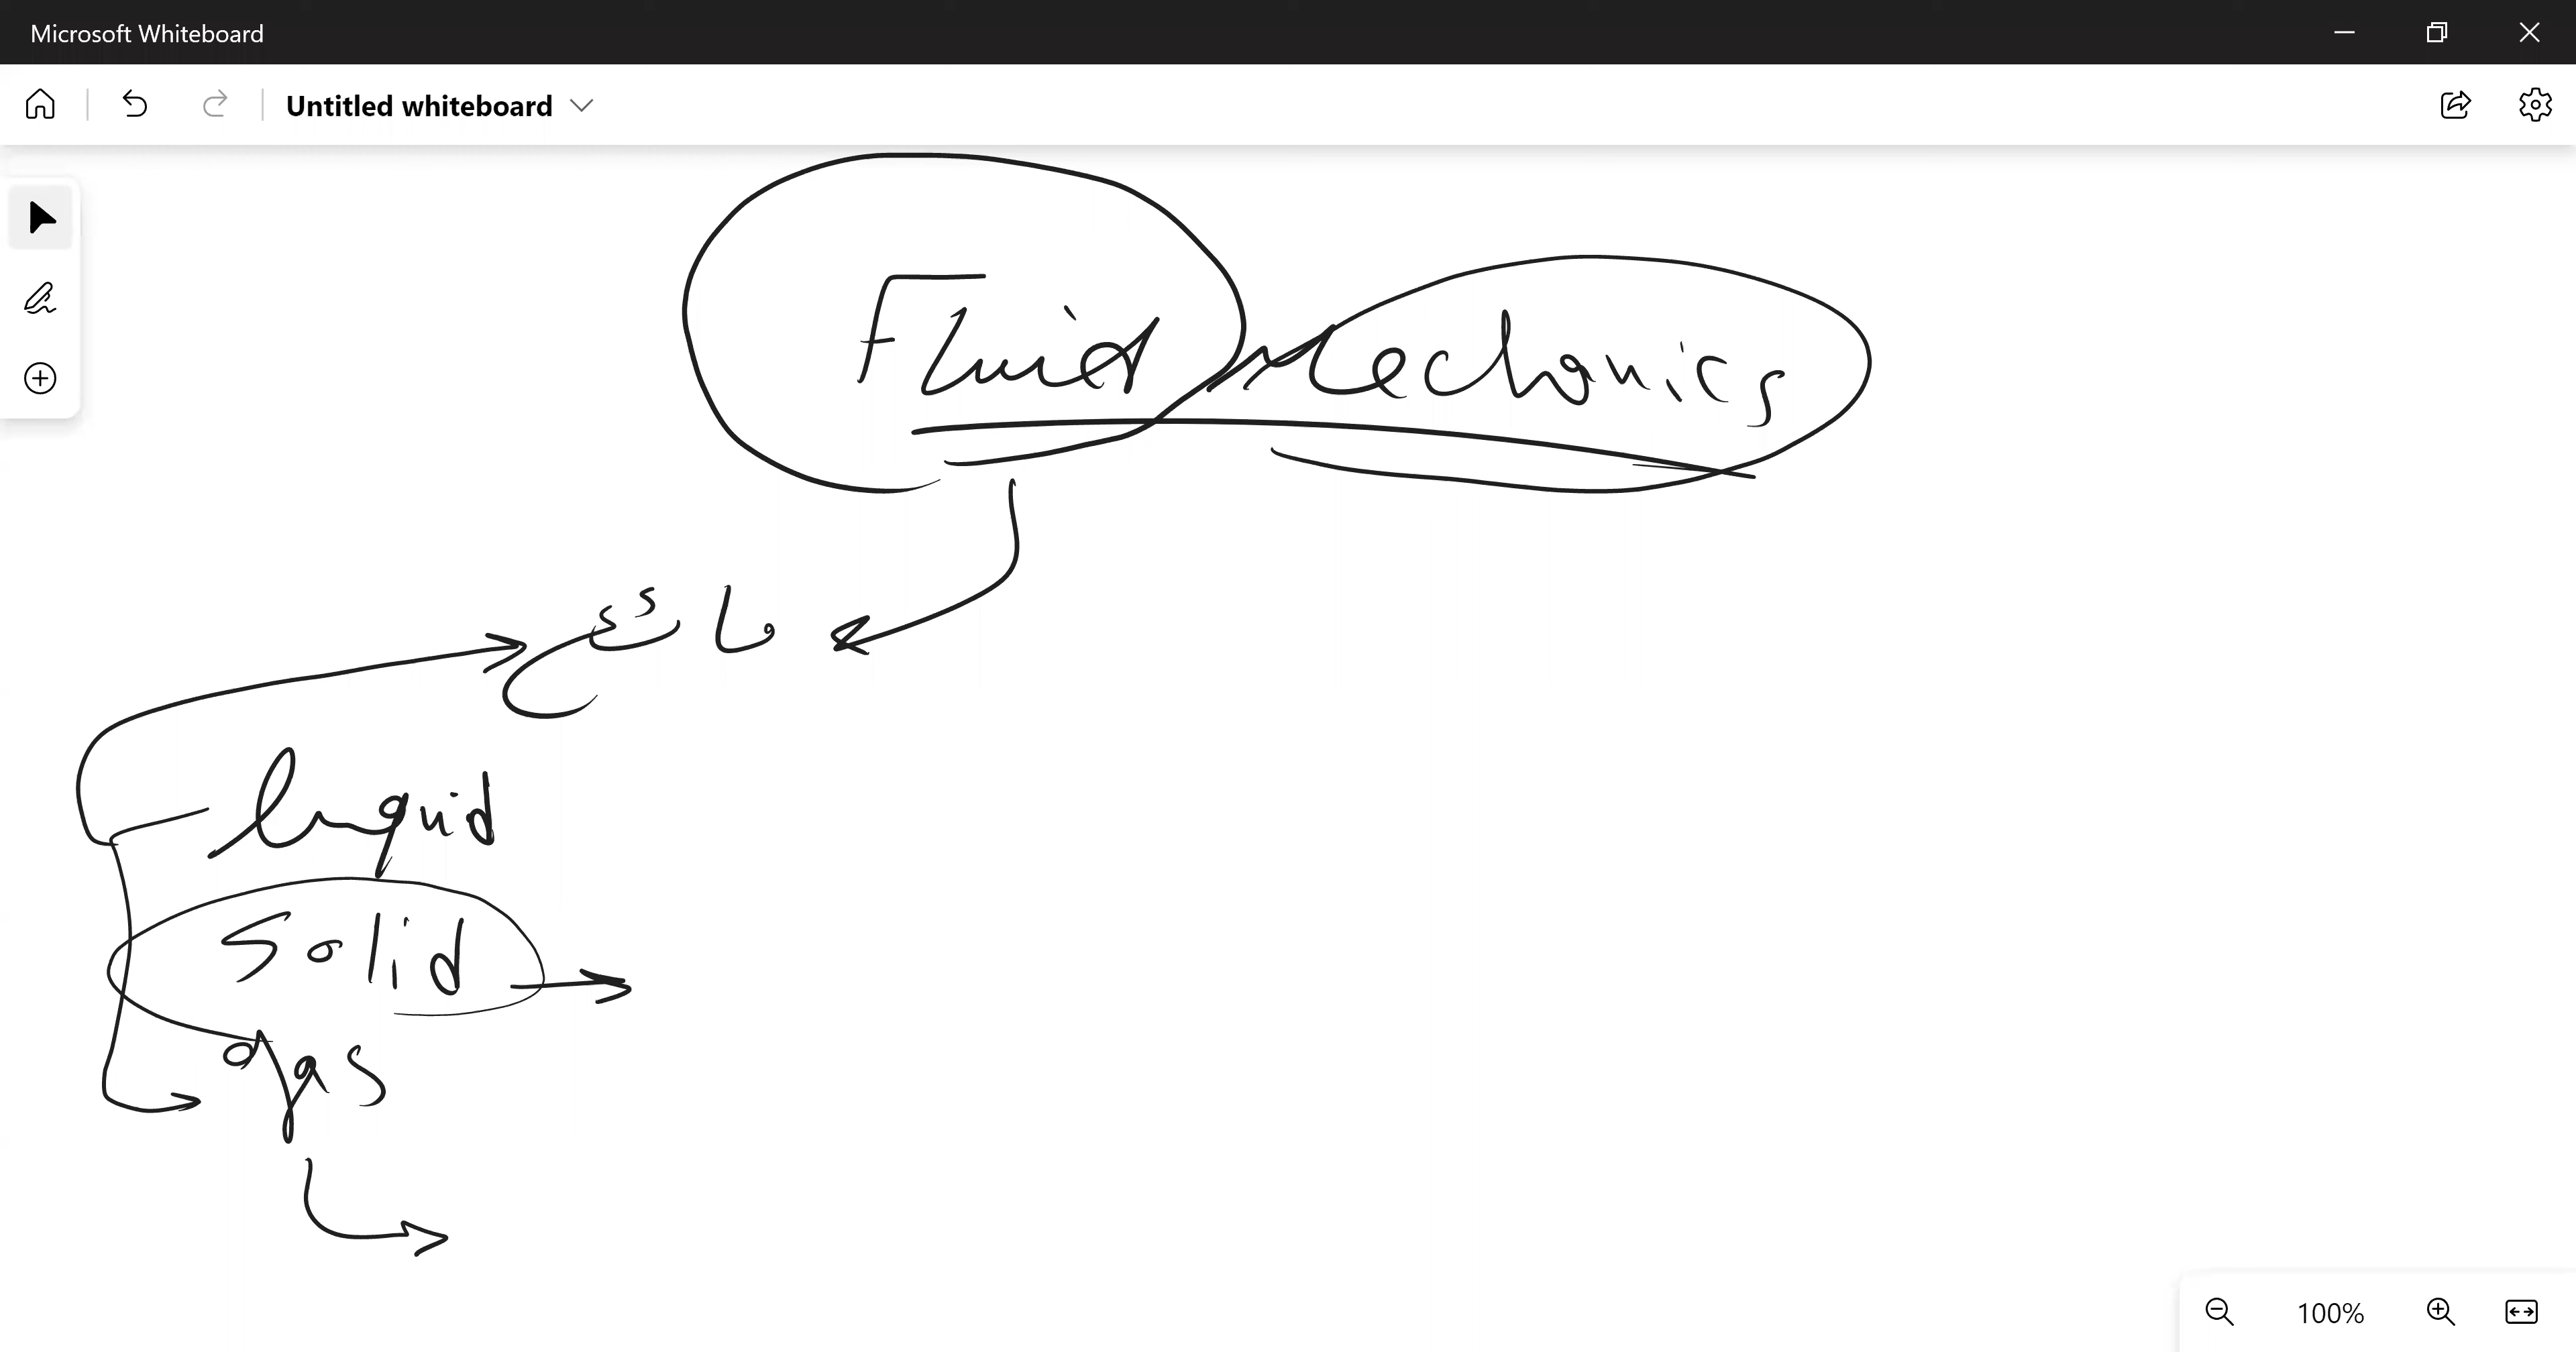 Microsoft Whiteboard
Untitled whiteboard
Fluid Mechanics
مائع
liquid
Solid
gas
100%